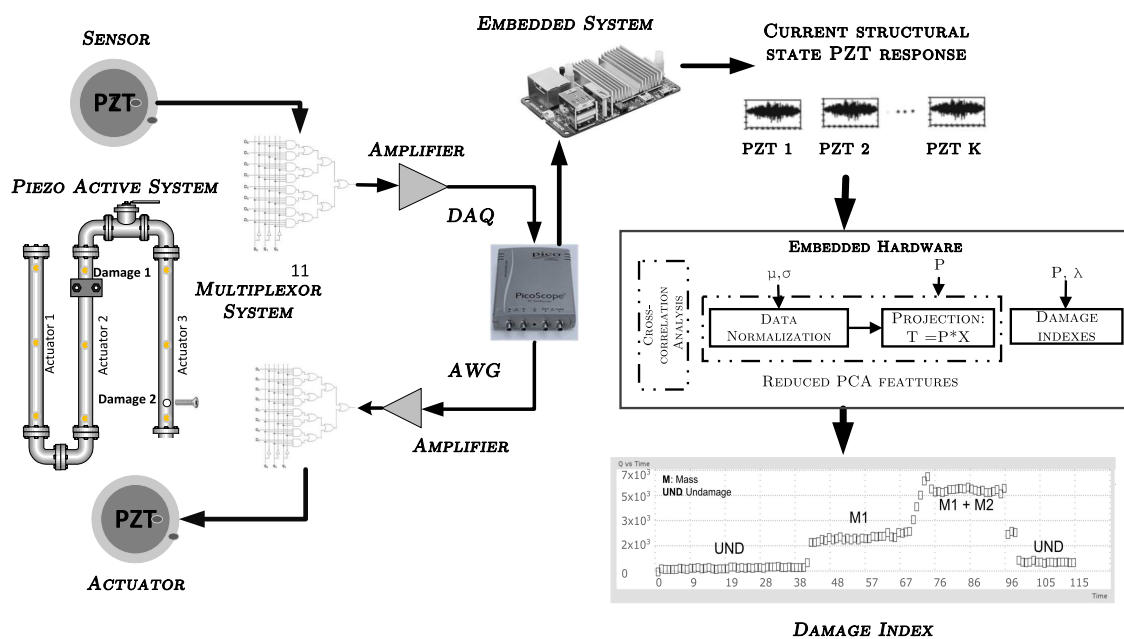 Sensor
PZT
Piezo Active System
Damage 1
Actuator 1
Actuator 2
Actuator 3
Damage 2
PZT
Actuator
11
Multiplexor
System
Amplifier
DAQ
pico
PicoScope
AWG
Amplifier
Embedded System
Current structural
state PZT response
PZT 1
PZT 2
PZT K
Embedded Hardware
Cross-
correlation
Analysis
μ,σ
P
P, λ
Data
Normalization
Projection:
T =P*X
Damage
indexes
Reduced PCA feattures
Q vs Time
M: Mass
UND: Undamage
7x10³
5x10³
3x10³
2x10³
0
UND
M1
M1 + M2
UND
0 9 19 28 38 48 57 67 76 86 96 105 115
Time
Damage Index